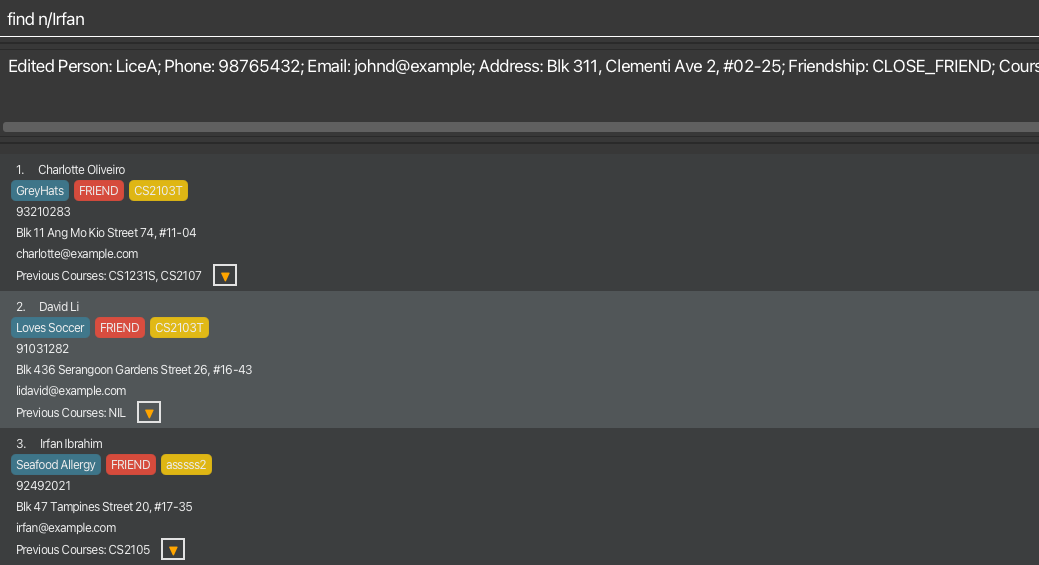 find n/Irfan
Edited Person: LiceA; Phone: 98765432; Email: johnd@example; Address: Blk 311, Clementi Ave 2, #02-25; Friendship: CLOSE_FRIEND; Cours
1. Charlotte Oliveiro
GreyHats FRIEND CS2103T
93210283
Blk 11 Ang Mo Kio Street 74, #11-04
charlotte@example.com
Previous Courses: CS1231S, CS2107 ▼
2. David Li
Loves Soccer FRIEND CS2103T
91031282
Blk 436 Serangoon Gardens Street 26, #16-43
lidavid@example.com
Previous Courses: NIL ▼
3. Irfan Ibrahim
Seafood Allergy FRIEND asssss2
92492021
Blk 47 Tampines Street 20, #17-35
irfan@example.com
Previous Courses: CS2105 ▼